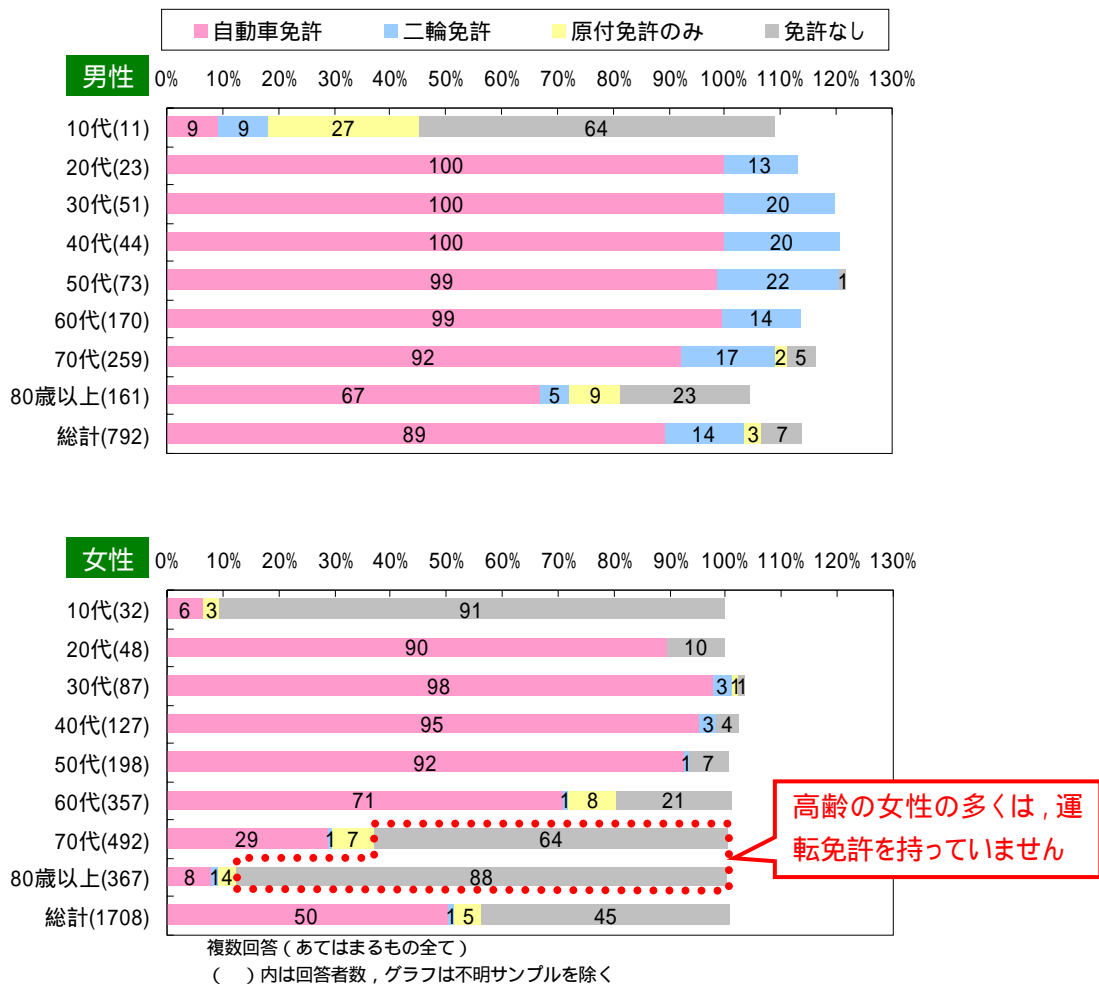 自動車免許 二輪免許 原付免許のみ 免許なし
男性 0% 10% 20% 30% 40% 50% 60% 70% 80% 90% 100% 110% 120% 130%
10代(11) 9 9 27 64
20代(23) 100 13
30代(51) 100 20
40代(44) 100 20
50代(73) 99 22 1
60代(170) 99 14
70代(259) 92 17 2 5
80歳以上(161) 67 5 9 23
総計(792) 89 14 3 7
女性 0% 10% 20% 30% 40% 50% 60% 70% 80% 90% 100% 110% 120% 130%
10代(32) 6 3 91
20代(48) 90 10
30代(87) 98 3 1 1
40代(127) 95 3 4
50代(198) 92 1 7
60代(357) 71 1 8 21
70代(492) 29 1 7 64
80歳以上(367) 8 1 4 88
総計(1708) 50 1 5 45
高齢の女性の多くは，運
転免許を持っていません
複数回答（あてはまるもの全て）
（　）内は回答者数，グラフは不明サンプルを除く